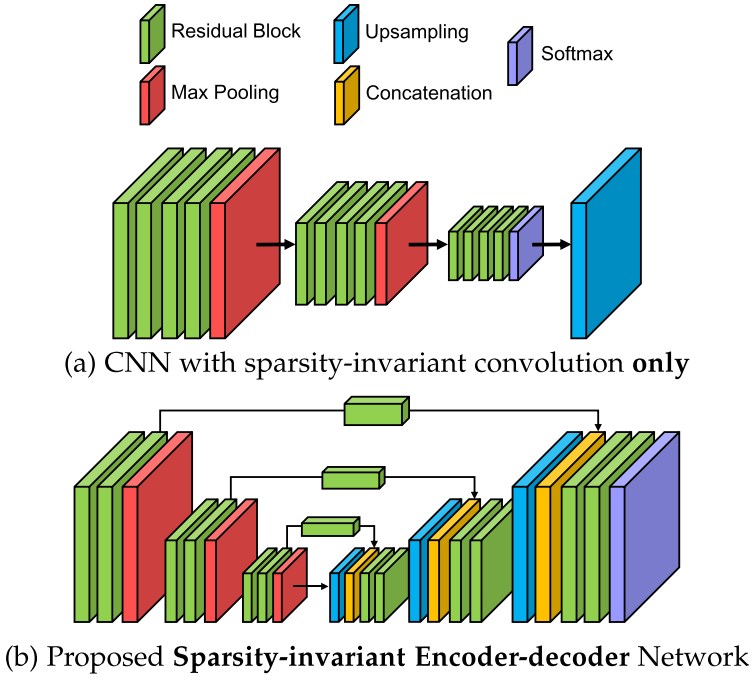 Residual Block
Upsampling
Softmax
Max Pooling
Concatenation
(a) CNN with sparsity-invariant convolution only
(b) Proposed Sparsity-invariant Encoder-decoder Network